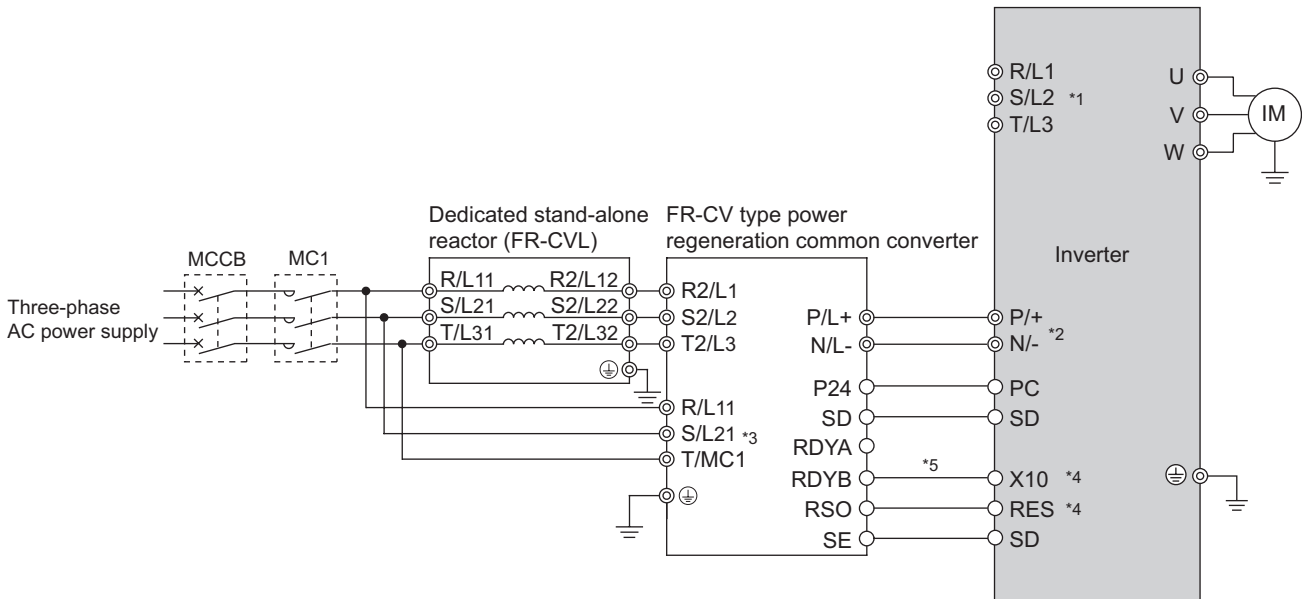 R/L1
S/L2 *1
T/L3
U
V
W
IM
Dedicated stand-alone
reactor (FR-CVL)
FR-CV type power
regeneration common converter
Inverter
MCCB
MC1
Three-phase
AC power supply
R/L11
R2/L12
S/L21
S2/L22
T/L31
T2/L32
R2/L1
S2/L2
T2/L3
R/L11
S/L21 *3
T/MC1
P/L+
N/L-
P24
SD
RDYA
RDYB
RSO
SE
*5
P/+
N/- *2
PC
SD
X10 *4
RES *4
SD